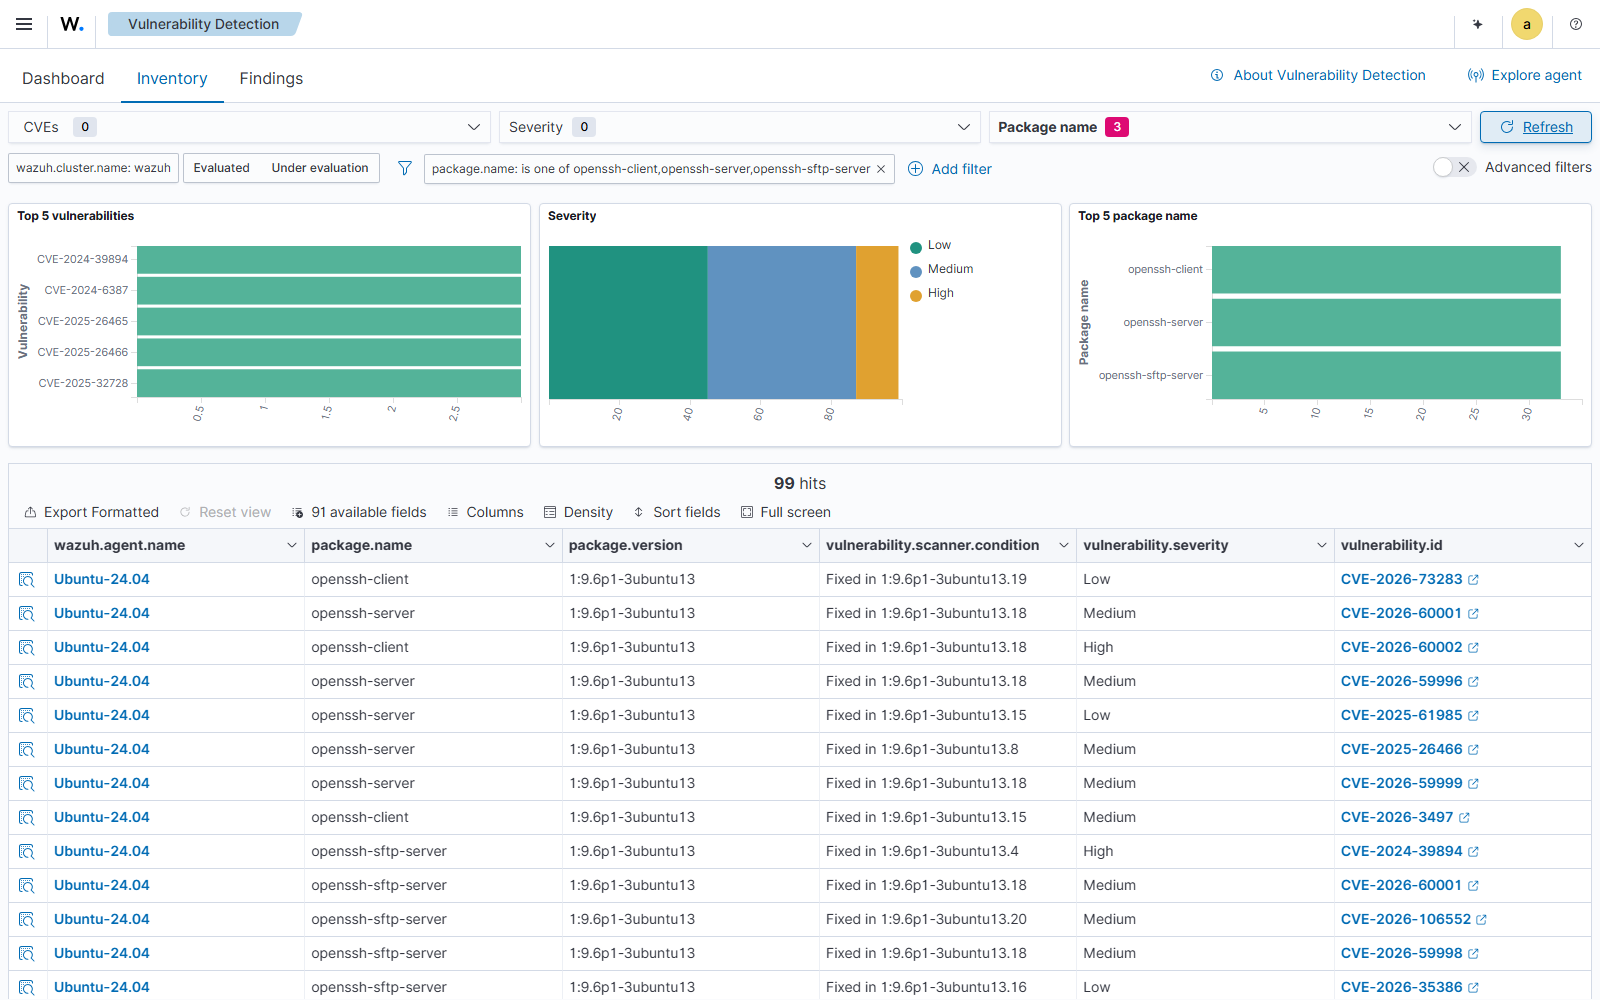 W.
Vulnerability Detection
a
Dashboard
Inventory
Findings
About Vulnerability Detection
Explore agent
CVEs 0
Severity 0
Package name 3
Refresh
wazuh.cluster.name: wazuh
Evaluated
Under evaluation
package.name: is one of openssh-client,openssh-server,openssh-sftp-server
Add filter
Advanced filters
Top 5 vulnerabilities
Vulnerability
CVE-2024-39894
CVE-2024-6387
CVE-2025-26465
CVE-2025-26466
CVE-2025-32728
0.5 1 1.5 2 2.5
Severity
20 40 60 80
Low
Medium
High
Top 5 package name
Package name
openssh-client
openssh-server
openssh-sftp-server
5 10 15 20 25 30
99 hits
Export Formatted
Reset view
91 available fields
Columns
Density
Sort fields
Full screen
wazuh.agent.name package.name package.version vulnerability.scanner.condition vulnerability.severity vulnerability.id
Ubuntu-24.04 openssh-client 1:9.6p1-3ubuntu13 Fixed in 1:9.6p1-3ubuntu13.19 Low CVE-2026-73283
Ubuntu-24.04 openssh-server 1:9.6p1-3ubuntu13 Fixed in 1:9.6p1-3ubuntu13.18 Medium CVE-2026-60001
Ubuntu-24.04 openssh-client 1:9.6p1-3ubuntu13 Fixed in 1:9.6p1-3ubuntu13.18 High CVE-2026-60002
Ubuntu-24.04 openssh-server 1:9.6p1-3ubuntu13 Fixed in 1:9.6p1-3ubuntu13.18 Medium CVE-2026-59996
Ubuntu-24.04 openssh-server 1:9.6p1-3ubuntu13 Fixed in 1:9.6p1-3ubuntu13.15 Low CVE-2025-61985
Ubuntu-24.04 openssh-server 1:9.6p1-3ubuntu13 Fixed in 1:9.6p1-3ubuntu13.8 Medium CVE-2025-26466
Ubuntu-24.04 openssh-server 1:9.6p1-3ubuntu13 Fixed in 1:9.6p1-3ubuntu13.18 Medium CVE-2026-59999
Ubuntu-24.04 openssh-client 1:9.6p1-3ubuntu13 Fixed in 1:9.6p1-3ubuntu13.15 Medium CVE-2026-3497
Ubuntu-24.04 openssh-sftp-server 1:9.6p1-3ubuntu13 Fixed in 1:9.6p1-3ubuntu13.4 High CVE-2024-39894
Ubuntu-24.04 openssh-sftp-server 1:9.6p1-3ubuntu13 Fixed in 1:9.6p1-3ubuntu13.18 Medium CVE-2026-60001
Ubuntu-24.04 openssh-sftp-server 1:9.6p1-3ubuntu13 Fixed in 1:9.6p1-3ubuntu13.20 Medium CVE-2026-106552
Ubuntu-24.04 openssh-sftp-server 1:9.6p1-3ubuntu13 Fixed in 1:9.6p1-3ubuntu13.18 Medium CVE-2026-59998
Ubuntu-24.04 openssh-sftp-server 1:9.6p1-3ubuntu13 Fixed in 1:9.6p1-3ubuntu13.16 Low CVE-2026-35386